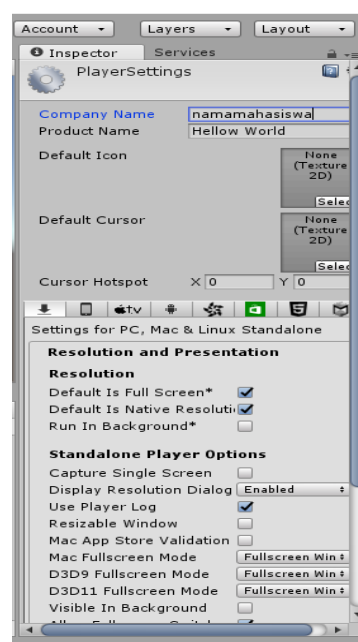 Account Layers Layout
Inspector Services
PlayerSettings
Company Name namamahasiswa
Product Name Hellow World
Default Icon None
(Texture
2D)
Selec
Default Cursor None
(Texture
2D)
Selec
Cursor Hotspot X 0 Y 0
tv
Settings for PC, Mac & Linux Standalone
Resolution and Presentation
Resolution
Default Is Full Screen*
Default Is Native Resoluti
Run In Background*
Standalone Player Options
Capture Single Screen
Display Resolution Dialog Enabled
Use Player Log
Resizable Window
Mac App Store Validation
Mac Fullscreen Mode Fullscreen Win
D3D9 Fullscreen Mode Fullscreen Win
D3D11 Fullscreen Mode Fullscreen Win
Visible In Background